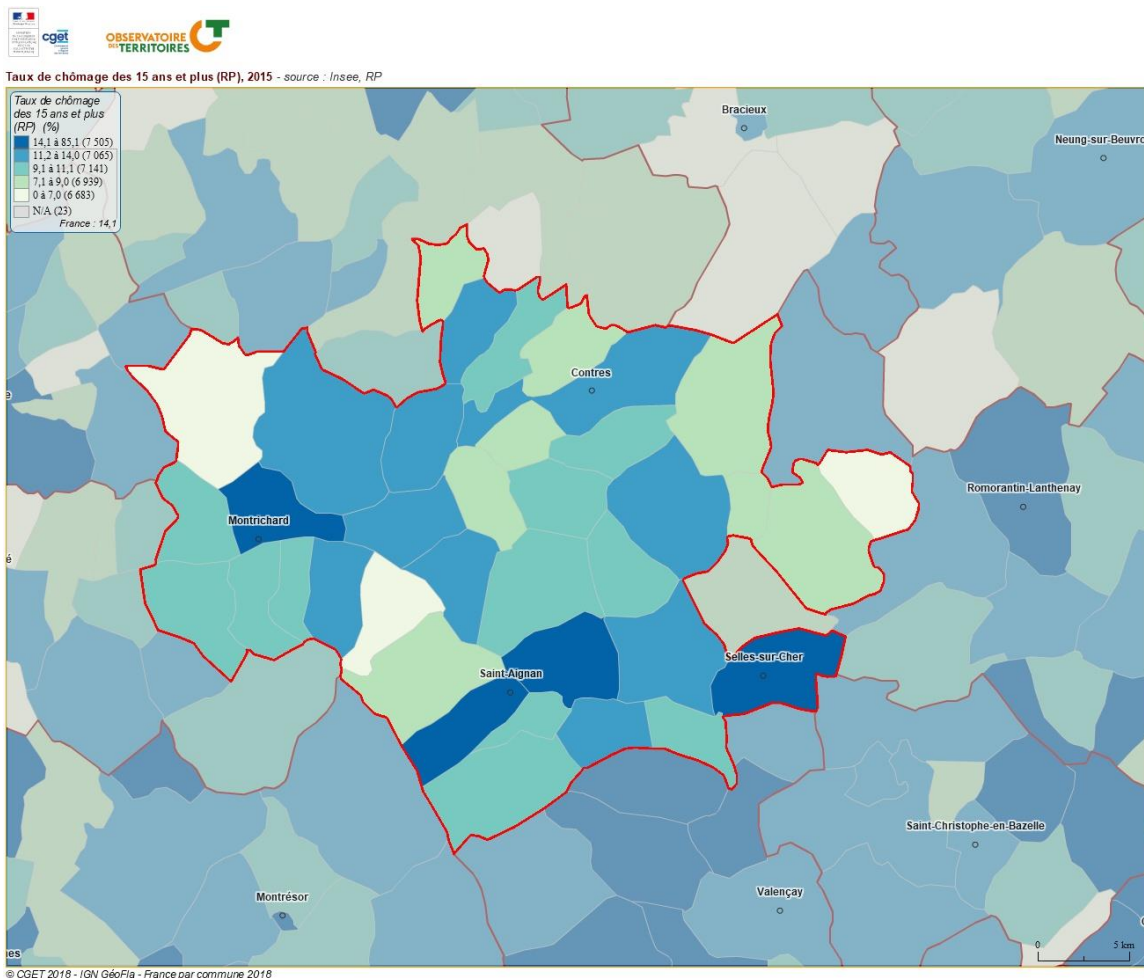 cget
OBSERVATOIRE
DES TERRITOIRES
Taux de chômage des 15 ans et plus (RP), 2015 - source : Insee, RP
Taux de chômage
des 15 ans et plus
(RP) (%)
14,1 à 85,1 (7 505)
11,2 à 14,0 (7 065)
9,1 à 11,1 (7 141)
7,1 à 9,0 (6 939)
0 à 7,0 (6 683)
N/A (23)
France : 14,1
Bracieux
Neung-sur-Beuvro
Contres
Romorantin-Lanthenay
Montrichard
Selles-sur-Cher
Saint-Aignan
Saint-Christophe-en-Bazelle
Valençay
Montrésor
0 5 km
© CGET 2018 - IGN GéoFla - France par commune 2018